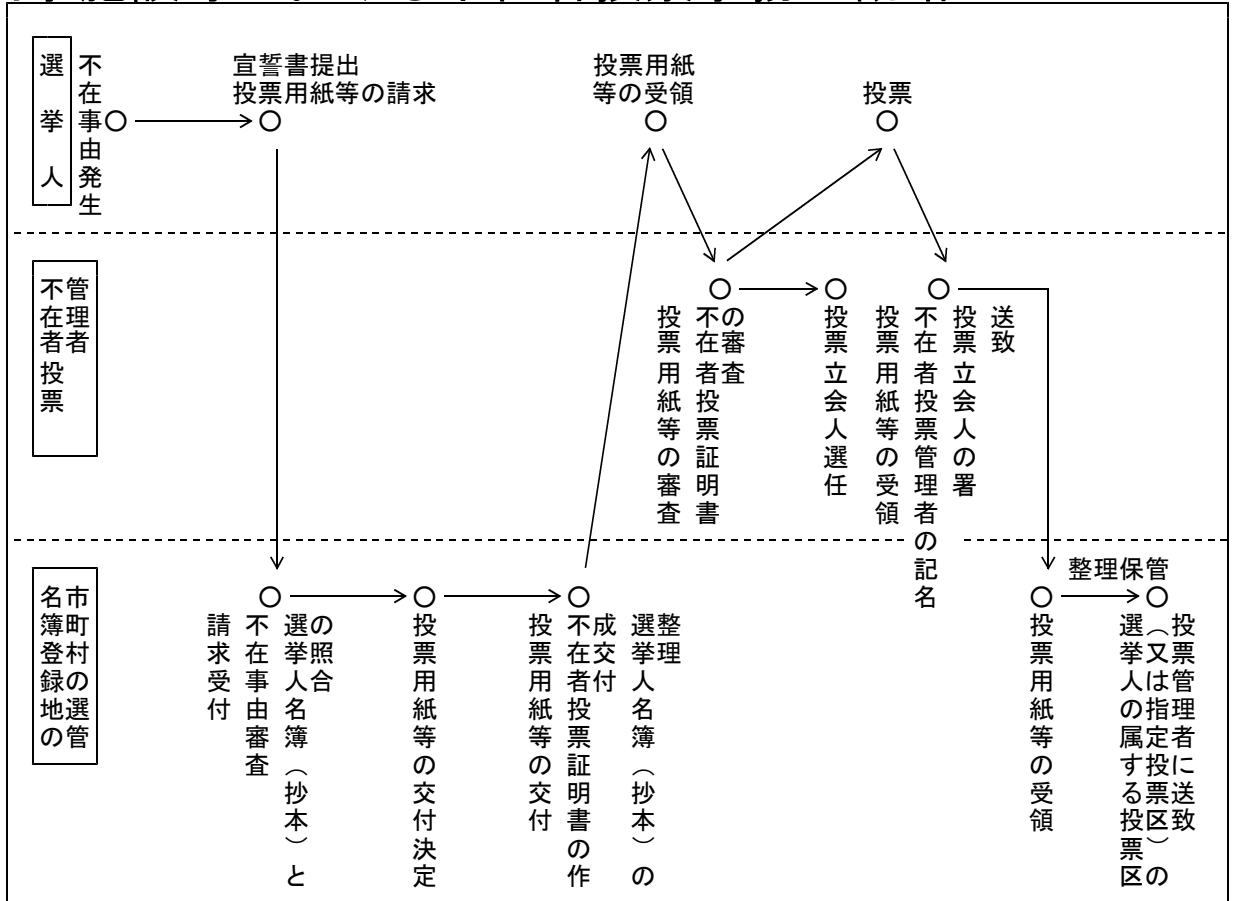 選挙人
不在事由発生
宣誓書提出
投票用紙等の請求
投票用紙
等の受領
投票
不在者投票
管理者
投票用紙等の審査
不在者投票証明書
の審査
投票立会人選任
投票用紙等の受領
不在者投票管理者の記名
投票立会人の署
送致
名簿登録地の
市町村の選管
請求受付
不在事由審査
選挙人名簿（抄本）と
の照合
投票用紙等の交付決定
投票用紙等の交付
不在者投票証明書の作
成交付
選挙人名簿（抄本）の
整理
投票用紙等の受領
整理保管
選挙人の属する投票区
（又は指定投票区）の
投票管理者に送致